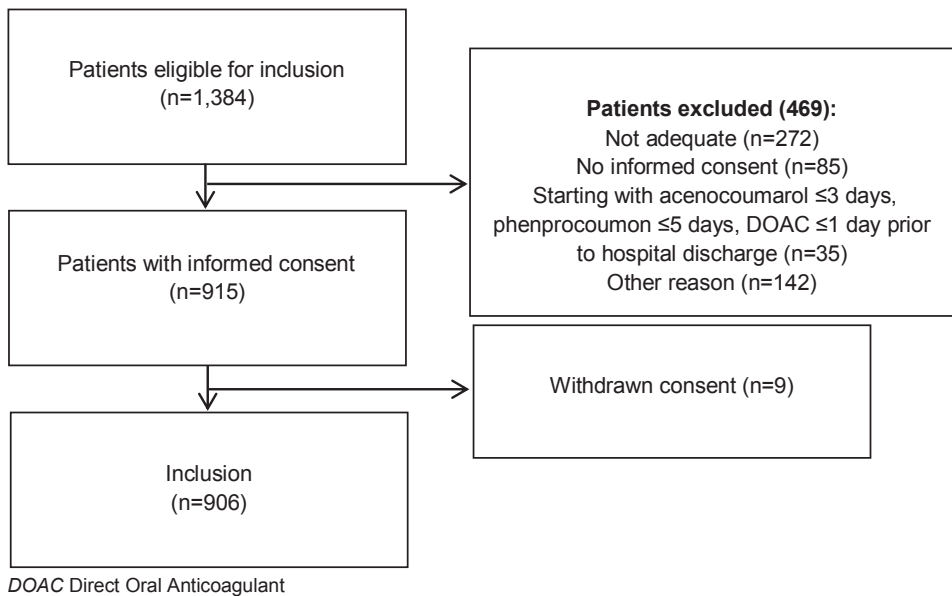 Patients eligible for inclusion
(n=1,384)
Patients excluded (469):
Not adequate (n=272)
No informed consent (n=85)
Starting with acenocoumarol ≤3 days,
phenprocoumon ≤5 days, DOAC ≤1 day prior
to hospital discharge (n=35)
Other reason (n=142)
Patients with informed consent
(n=915)
Withdrawn consent (n=9)
Inclusion
(n=906)
DOAC Direct Oral Anticoagulant